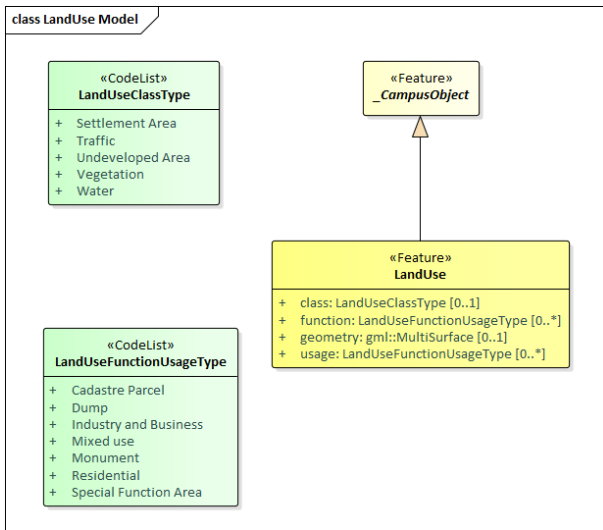 class LandUse Model
«CodeList»
LandUseClassType
+ Settlement Area
+ Traffic
+ Undeveloped Area
+ Vegetation
+ Water
«Feature»
_CampusObject
«Feature»
LandUse
+ class: LandUseClassType [0..1]
+ function: LandUseFunctionUsageType [0..*]
+ geometry: gml::MultiSurface [0..1]
+ usage: LandUseFunctionUsageType [0..*]
«CodeList»
LandUseFunctionUsageType
+ Cadastre Parcel
+ Dump
+ Industry and Business
+ Mixed use
+ Monument
+ Residential
+ Special Function Area